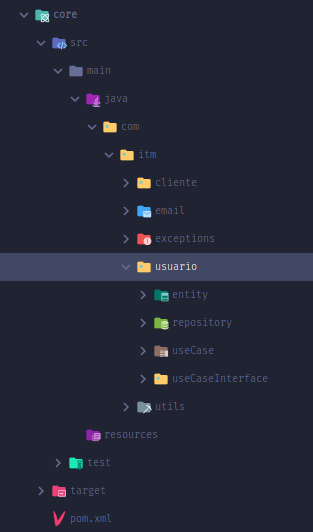 core
src
main
java
com
itm
cliente
email
exceptions
usuario
entity
repository
useCase
useCaseInterface
utils
resources
test
target
pom.xml